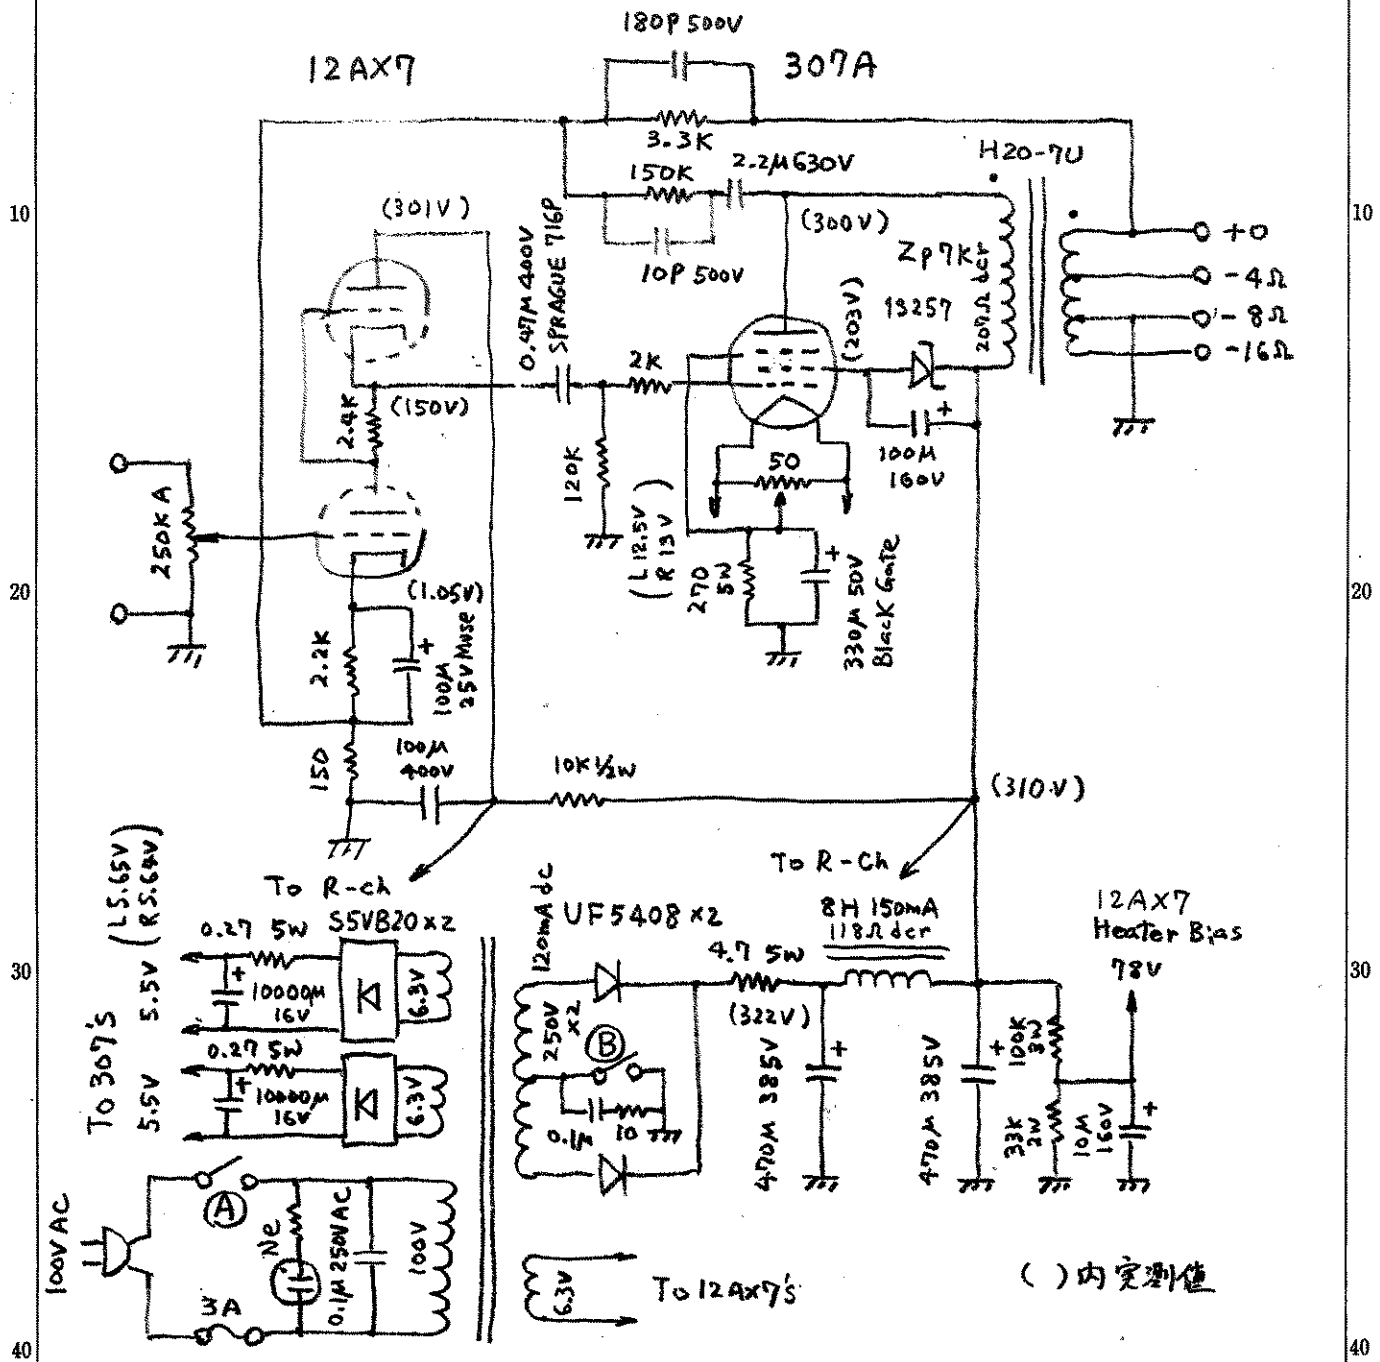 180P 500V
12AX7
307A
3.3K
H20-7U
150K
2.2μ 630V
10
10
(301V)
(300V)
+0
10P 500V
0.47μ 400V
SPRAGUE 716P
Zp 7K
207Ω dcr
-4Ω
(203V)
-8Ω
2K
-16Ω
(150V)
2.4K
100μ
160V
50
120K
250K A
(L 12.5V)
(R 13V)
20
20
(1.05V)
270
5W
330μ 50V
Black Gate
2.2K
100μ
25V Muse
150
100μ
400V
10K ½W
(310V)
To R-ch
To R-Ch
(L5.65V)
(R5.64V)
0.27 5W
S5VB20×2
120mA dc
UF5408×2
8H 150mA
118Ω dcr
12AX7
Heater Bias
78V
4.7 5W
30
30
(322V)
10000μ
16V
6.3V
250V
×2
B
To 307's
5.5V
5.5V
0.27 5W
10000μ
16V
6.3V
0.1μ
10
470μ 385V
470μ 385V
100K
3W
33K
2W
10μ
160V
100V AC
A
Ne
0.1μ 250VAC
100V
3A
6.3V
To 12AX7's
( )内実測値
40
40